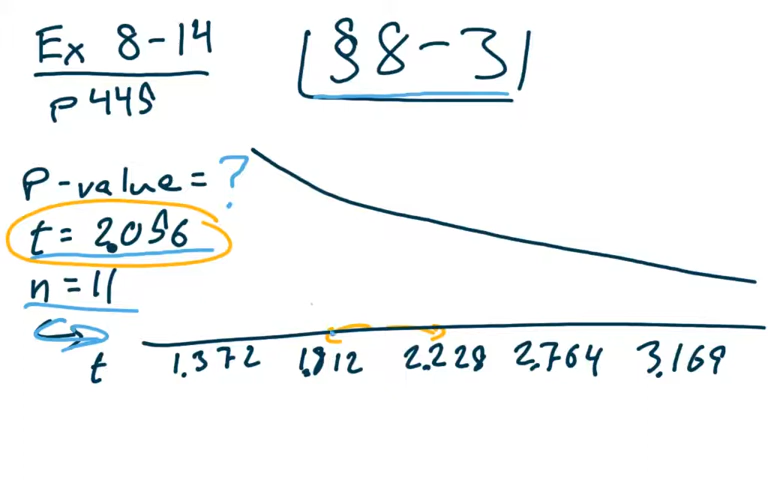 Ex 8-14
§8-3
p445
P-value = ?
t = 2.056
n = 11
t 1.372 1.812 2.228 2.764 3.169